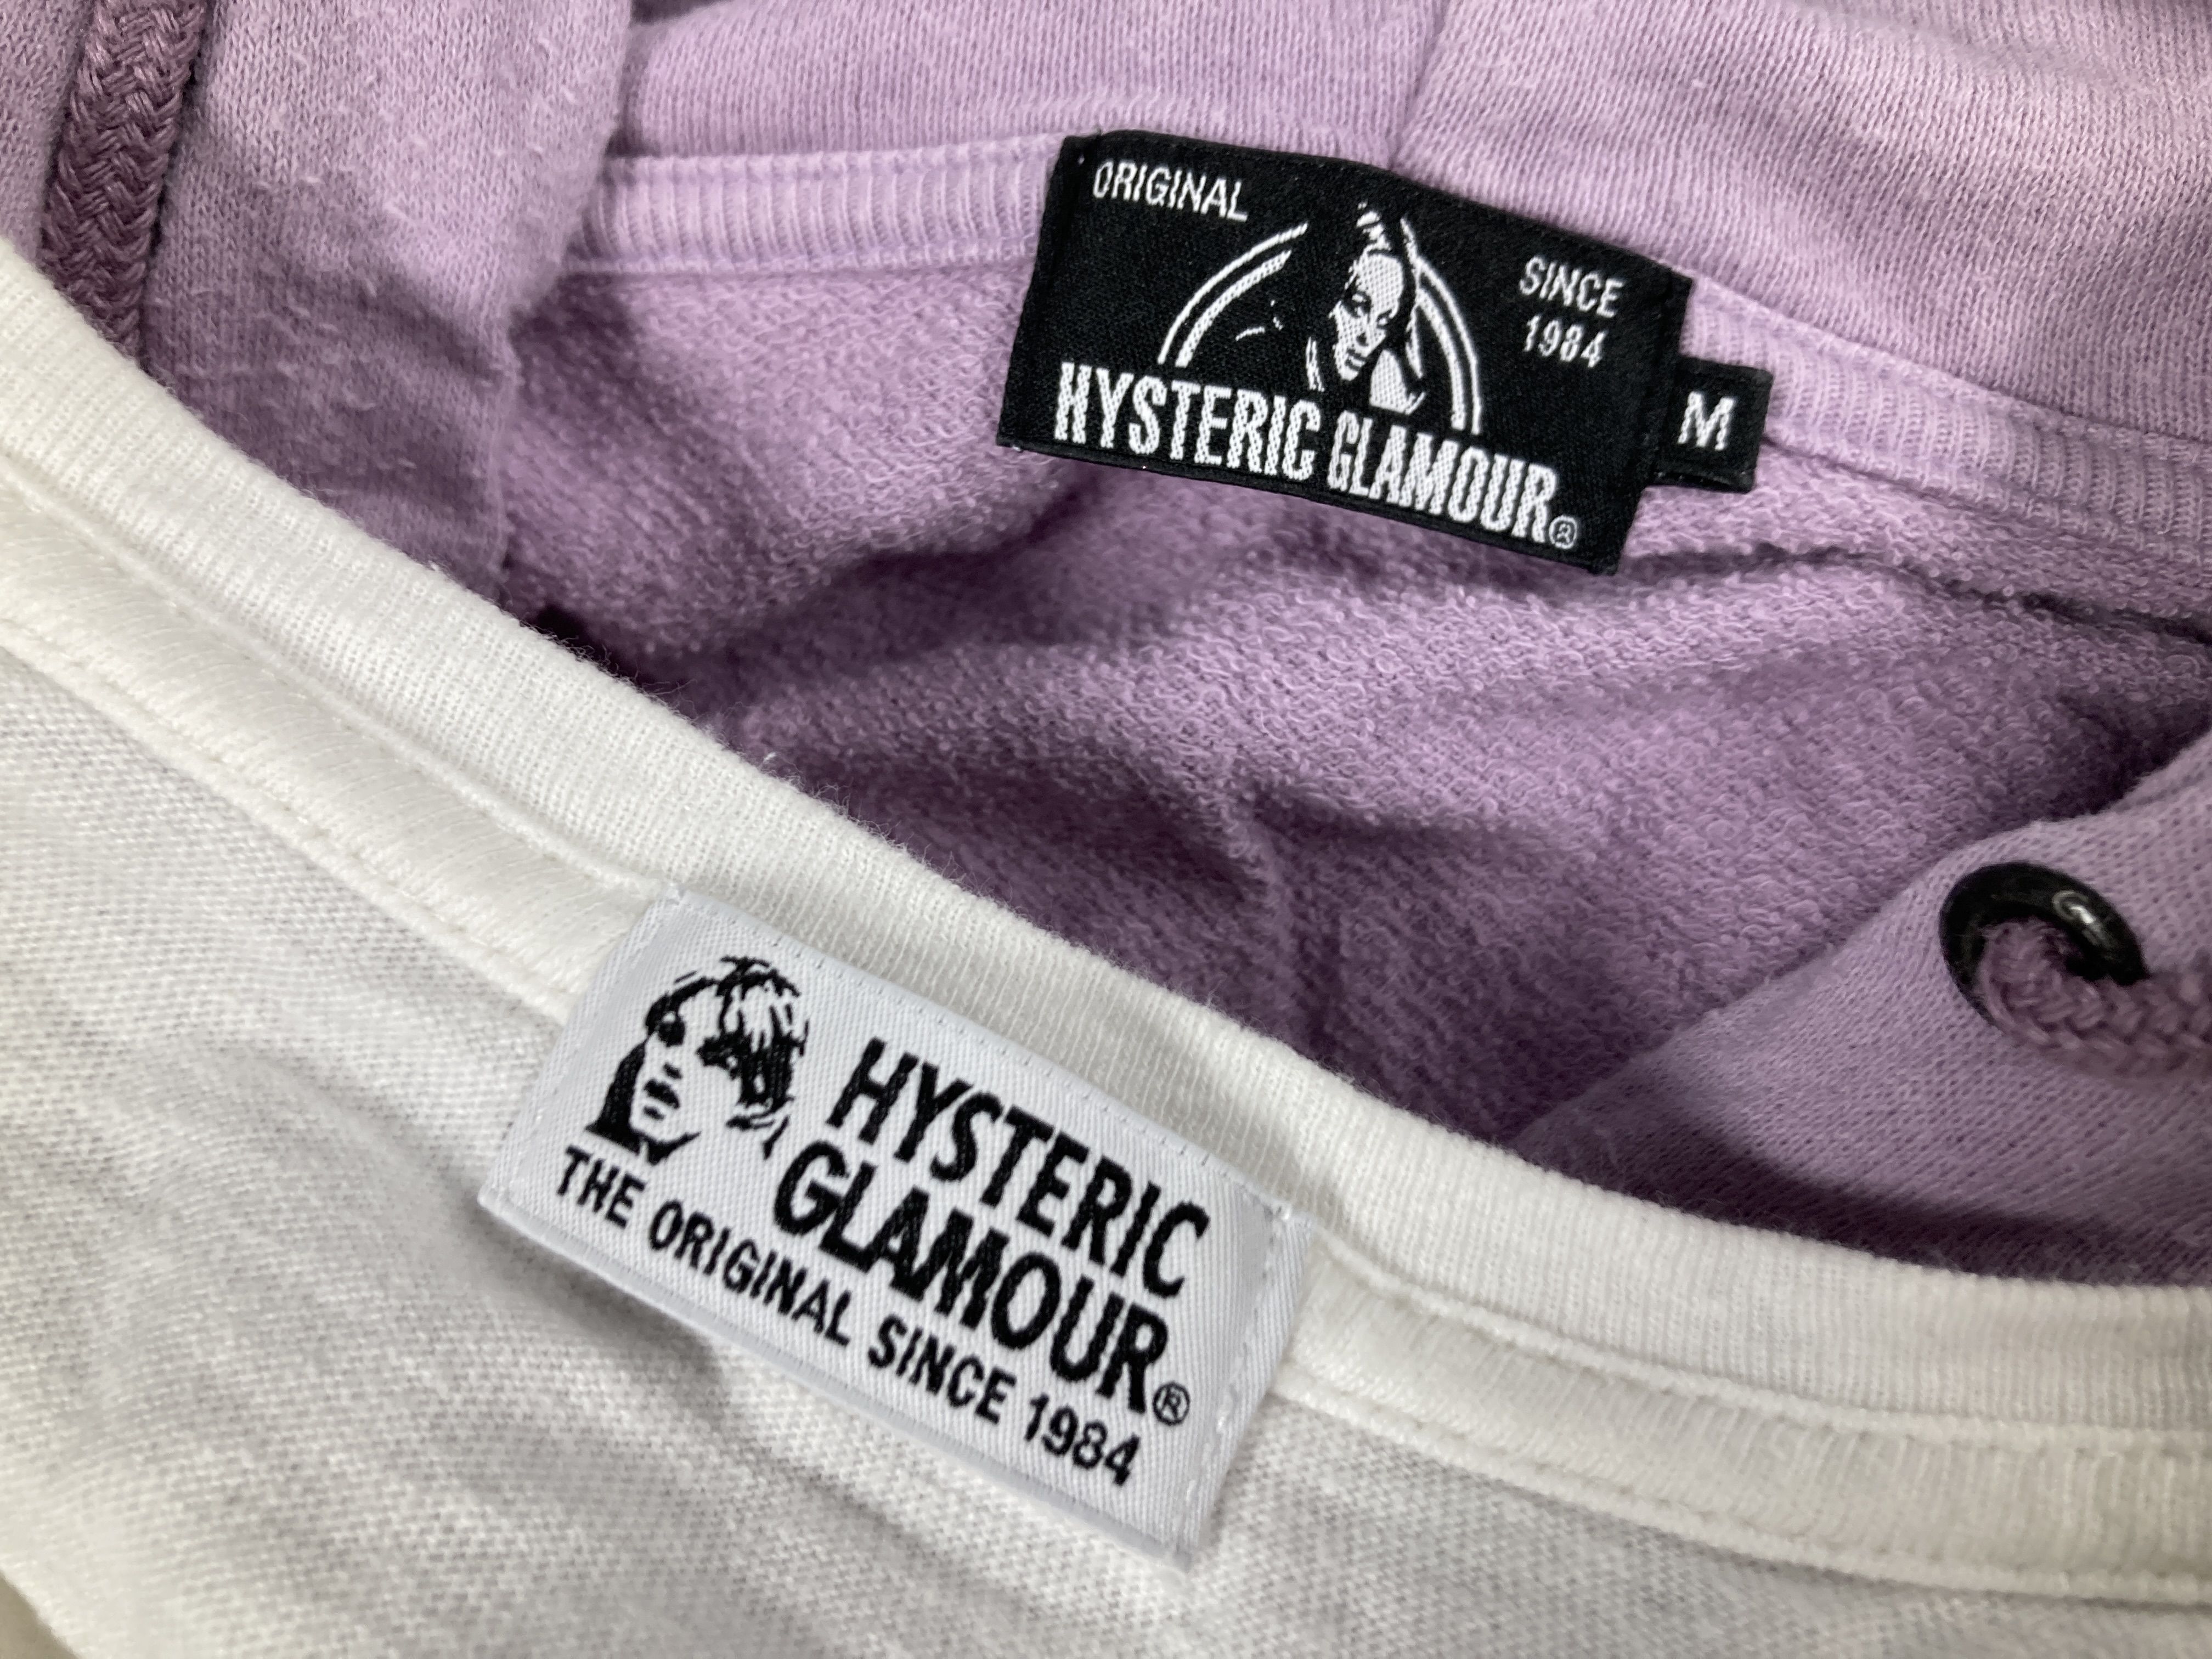 ORIGINAL
SINCE
1984
HYSTERIC GLAMOUR®
M
HYSTERIC
GLAMOUR®
THE ORIGINAL SINCE 1984